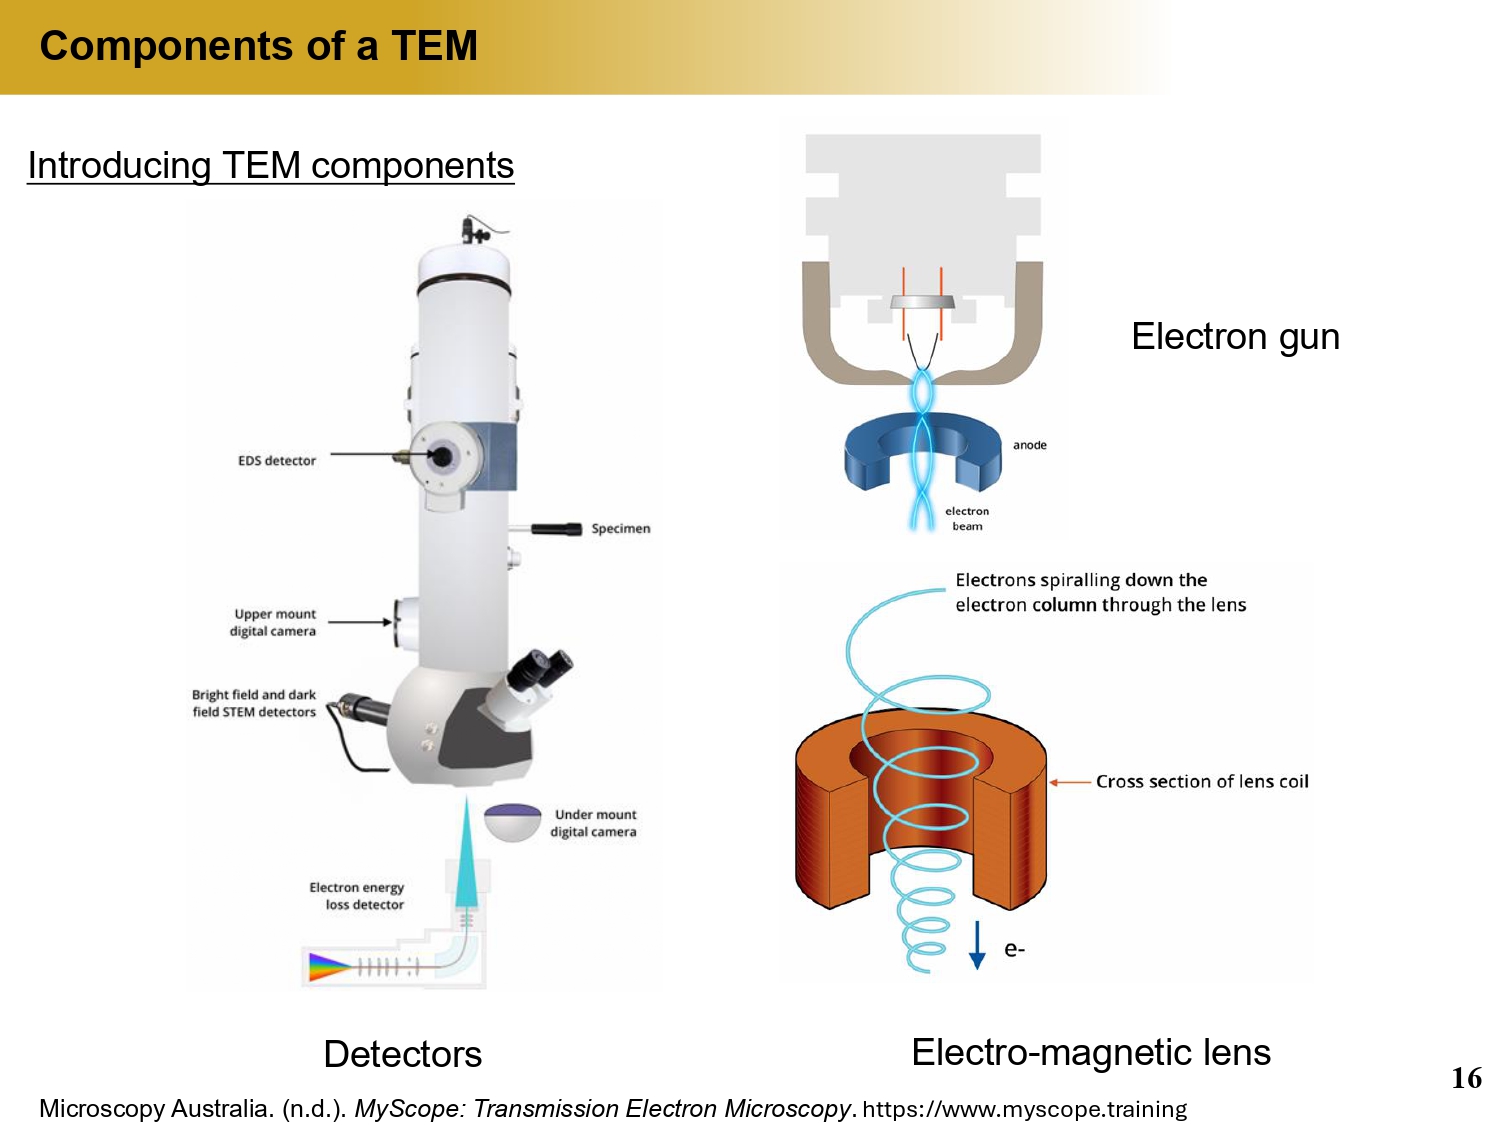 Components of a TEM
Introducing TEM components
EDS detector
Specimen
Upper mount
digital camera
Bright field and dark
field STEM detectors
Under mount
digital camera
Electron energy
loss detector
Detectors
Electron gun
anode
electron
beam
Electrons spiralling down the
electron column through the lens
Cross section of lens coil
e-
Electro-magnetic lens
16
Microscopy Australia. (n.d.). MyScope: Transmission Electron Microscopy. https://www.myscope.training